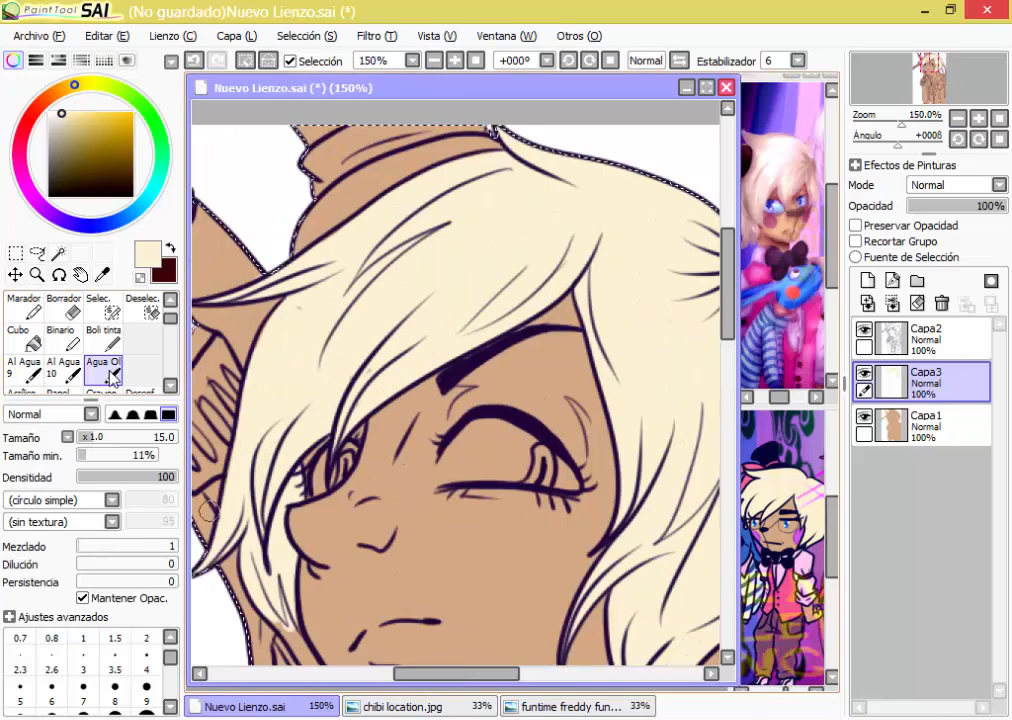 PaintTool SAI (No guardado)Nuevo Lienzo.sai (*)
Archivo (F) Editar (E) Lienzo (C) Capa (L) Selección (S) Filtro (T) Vista (V) Ventana (W) Otros (O)
Selección 150% +000º Normal Estabilizador 6
Nuevo Lienzo.sai (*) (150%)
Zoom 150.0%
Ángulo +000ß
Efectos de Pinturas
Mode Normal
Opacidad 100%
Preservar Opacidad
Recortar Grupo
Fuente de Selección
Capa2
Normal
100%
Capa3
Normal
100%
Capa1
Normal
100%
Marador Borrador Selec. Deselec.
Cubo Binario Boli tinta
Al Agua 9 Al Agua 10
Normal
Tamaño x 1.0 15.0
Tamaño min. 11%
Densitidad 100
(círculo simple) 80
(sin textura) 95
Mezclado 1
Dilución 0
Persistencia 0
Mantener Opac.
Ajustes avanzados
0.7 0.8 1 1.5 2
2.3 2.6 3 3.5 4
5 6 7 8 9
Nuevo Lienzo.sai 150% chibi location.jpg 33% funtime freddy fun... 33%